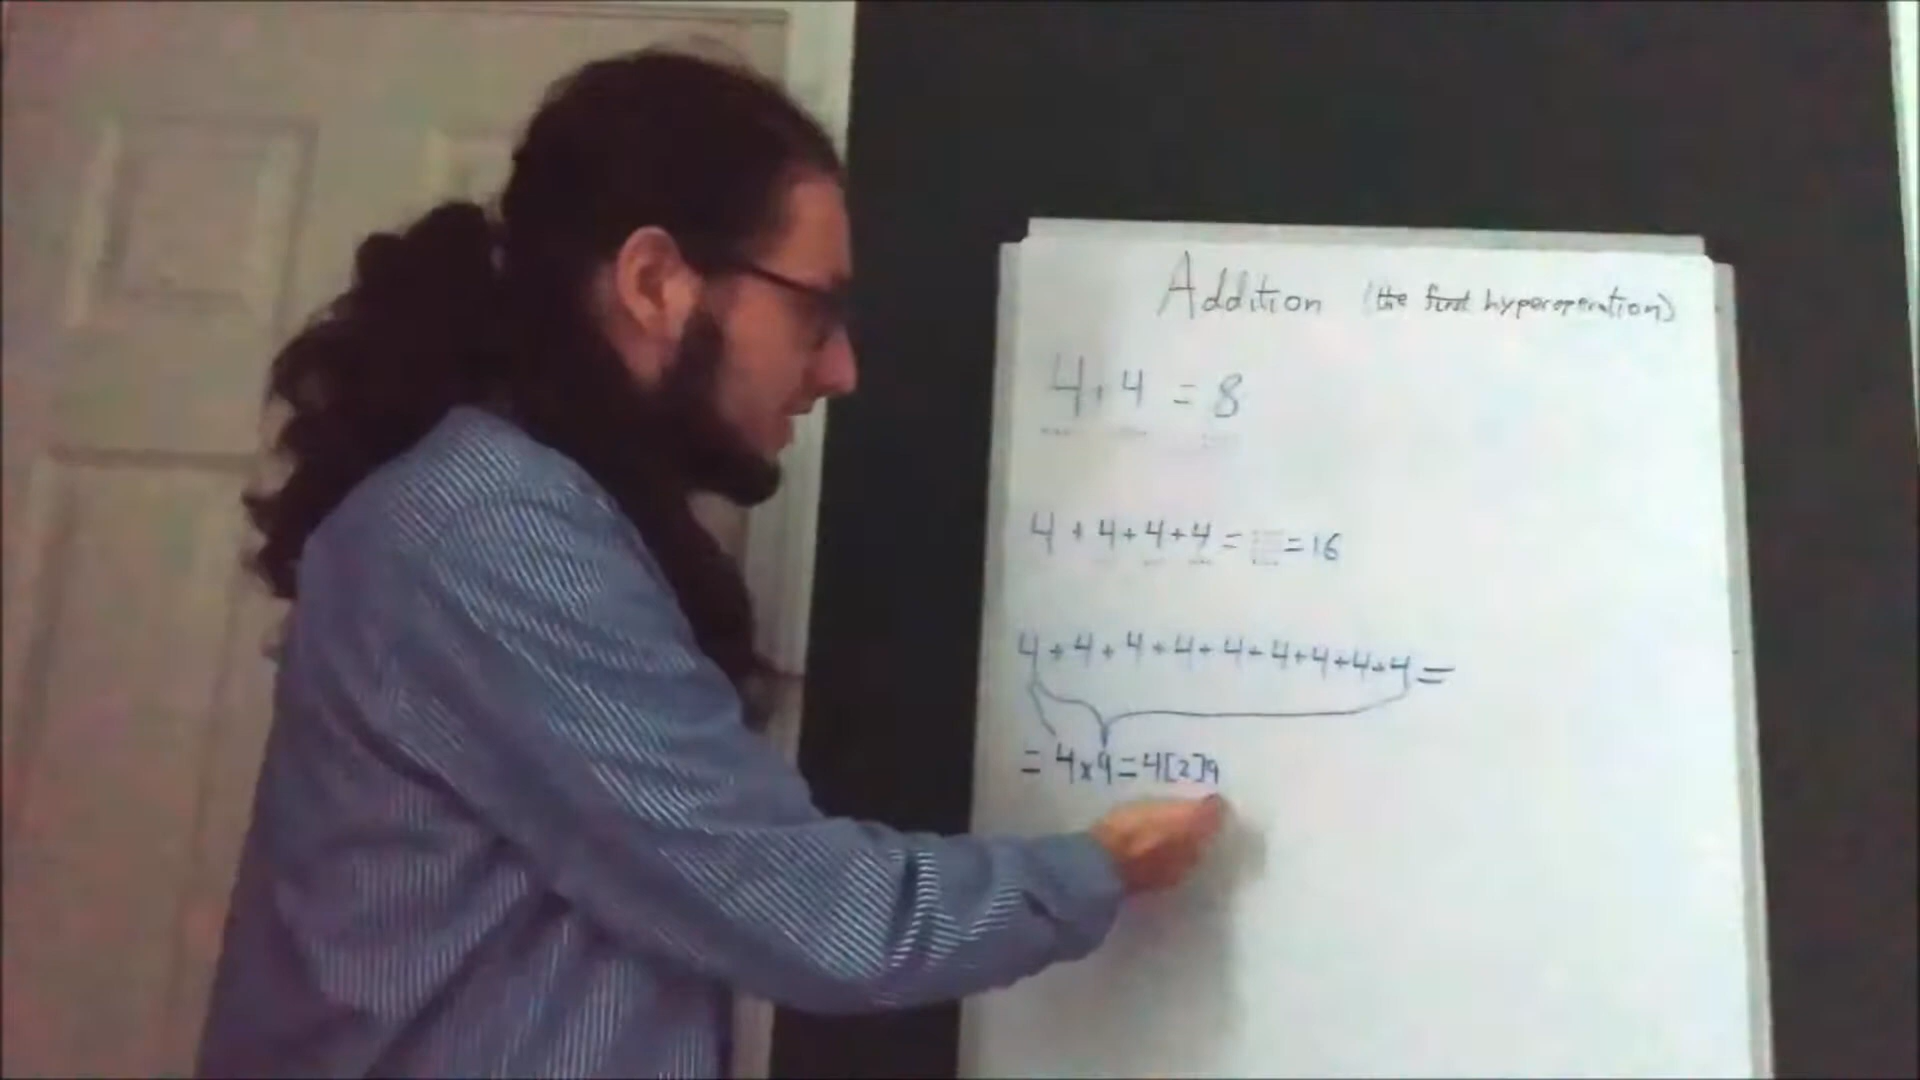 Addition (the first hyperoperation)
4+4 = 8
4 + 4+4+4 = = 16
4+4+4+4+4+4+4+4+4 =
= 4x9=4[2]9